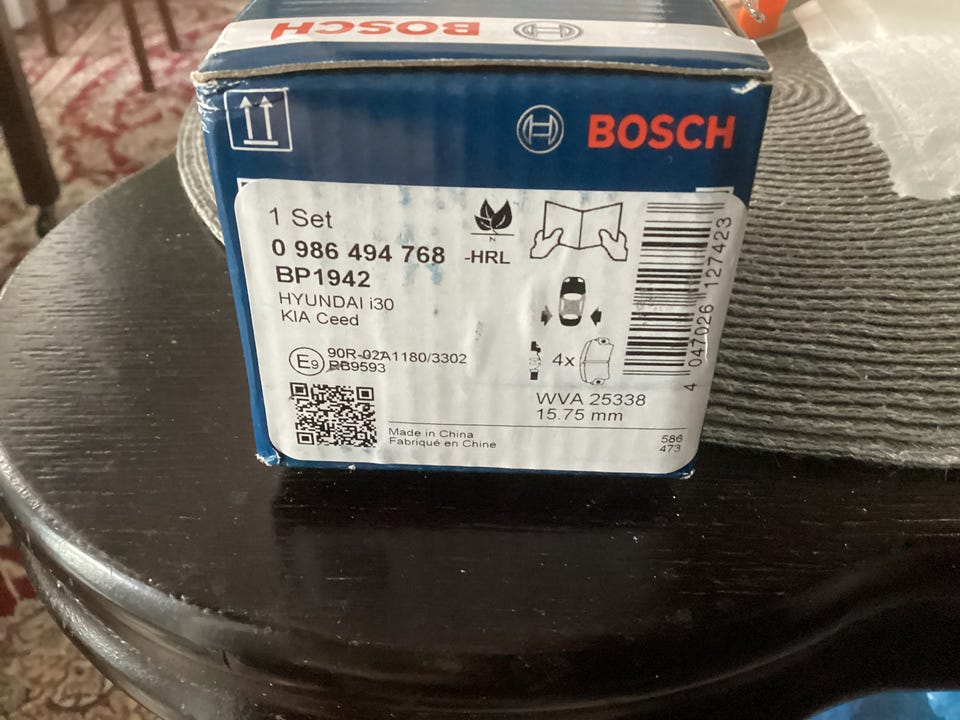 BOSCH
BOSCH
1 Set
0 986 494 768 -HRL
BP1942
HYUNDAI i30
KIA Ceed
N
E9 90R-02A1180/3302
PB9593
4x
WVA 25338
15.75 mm
Made in China
Fabriqué en Chine
586
473
4 047026 127423